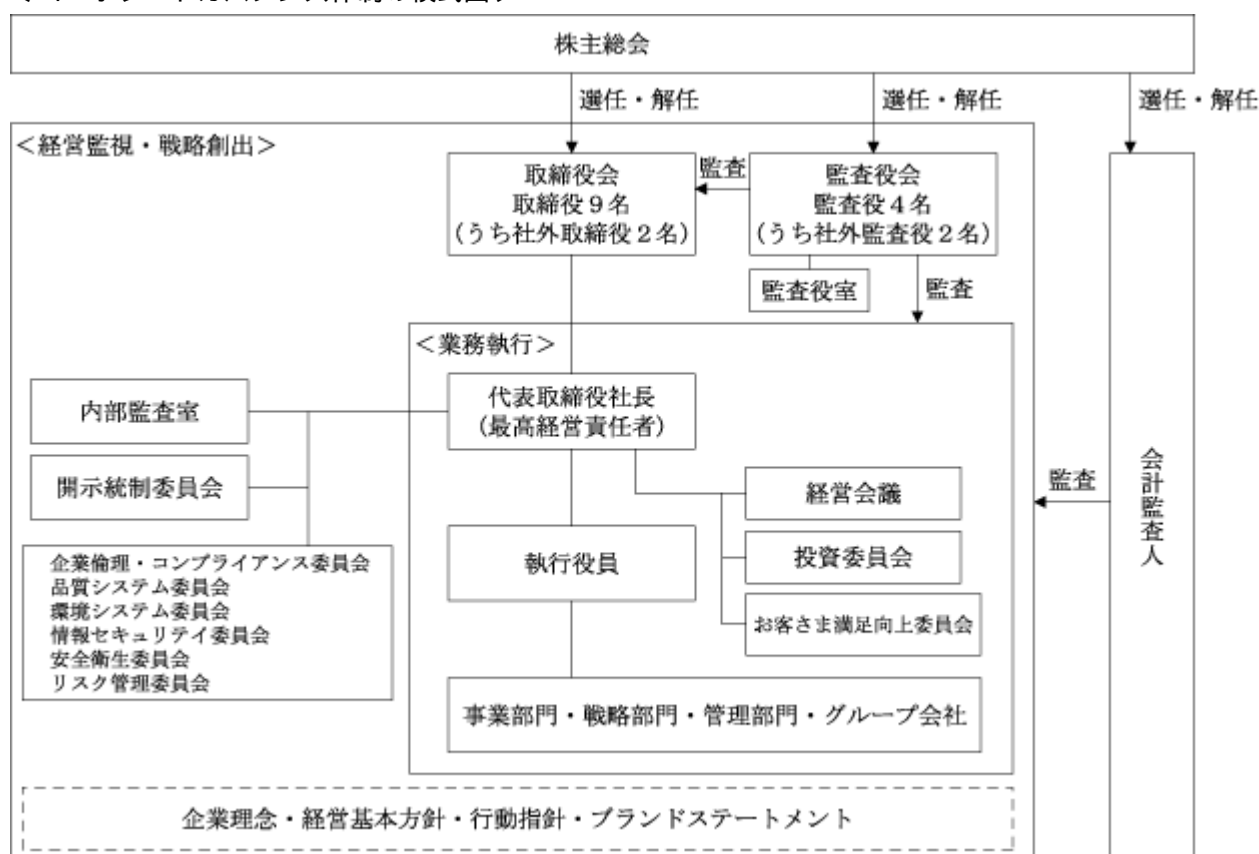 株主総会
選任・解任
選任・解任
選任・解任
＜経営監視・戦略創出＞
取締役会
取締役９名
(うち社外取締役２名)
監査
監査役会
監査役４名
(うち社外監査役２名)
監査役室
監査
＜業務執行＞
代表取締役社長
(最高経営責任者)
内部監査室
開示統制委員会
企業倫理・コンプライアンス委員会
品質システム委員会
環境システム委員会
情報セキュリテイ委員会
安全衛生委員会
リスク管理委員会
経営会議
執行役員
投資委員会
お客さま満足向上委員会
事業部門・戦略部門・管理部門・グループ会社
監査
会計監査人
企業理念・経営基本方針・行動指針・ブランドステートメント